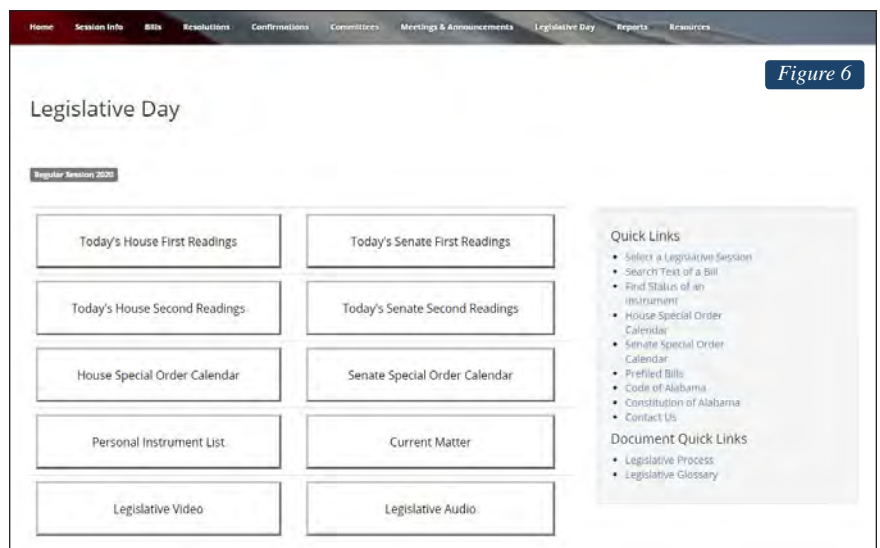 Home Session Info Bills Resolutions Confirmations Committees Meetings & Announcements Legislative Day Reports Resources
Figure 6
Legislative Day
Regular Session 2020
Today's House First Readings
Today's Senate First Readings
Today's House Second Readings
Today's Senate Second Readings
House Special Order Calendar
Senate Special Order Calendar
Personal Instrument List
Current Matter
Legislative Video
Legislative Audio
Quick Links
• Select a Legislative Session
• Search Text of a Bill
• Find Status of an
instrument
• House Special Order
Calendar
• Senate Special Order
Calendar
• Prefiled Bills
• Code of Alabama
• Constitution of Alabama
• Contact Us
Document Quick Links
• Legislative Process
• Legislative Glossary